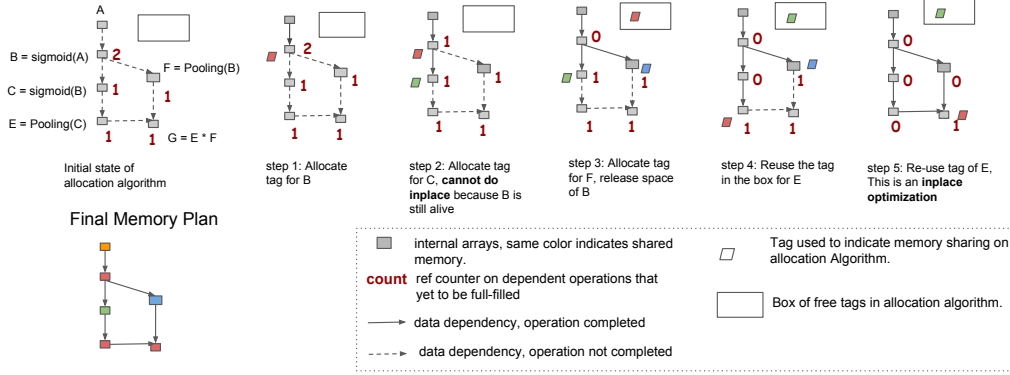 A
B = sigmoid(A)
2
F = Pooling(B)
C = sigmoid(B)
1
1
E = Pooling(C)
1
1
G = E * F
Initial state of
allocation algorithm
2
1
1
1
1
step 1: Allocate
tag for B
1
1
1
1
1
step 2: Allocate tag
for C, cannot do
inplace because B is
still alive
0
1
1
1
1
step 3: Allocate tag
for F, release space
of B
0
0
1
1
1
step 4: Reuse the tag
in the box for E
0
0
0
0
1
step 5: Re-use tag of E,
This is an inplace
optimization
Final Memory Plan
internal arrays, same color indicates shared
memory.
count ref counter on dependent operations that
yet to be full-filled
data dependency, operation completed
data dependency, operation not completed
Tag used to indicate memory sharing on
allocation Algorithm.
Box of free tags in allocation algorithm.